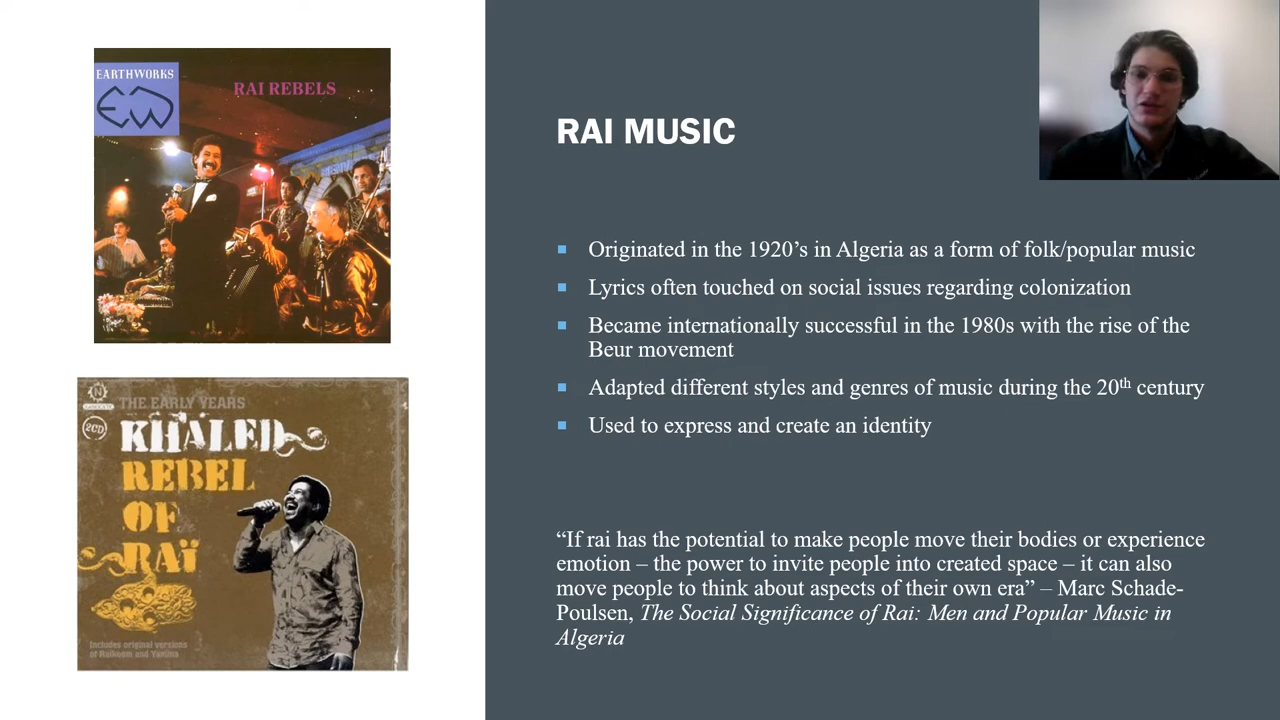 EARTHWORKS
EW
RAI REBELS
THE EARLY YEARS
2CD
KHALED
REBEL
OF
RAÏ
Includes original versions
of Raikoum and Yamina
RAI MUSIC
Originated in the 1920’s in Algeria as a form of folk/popular music
Lyrics often touched on social issues regarding colonization
Became internationally successful in the 1980s with the rise of the
Beur movement
Adapted different styles and genres of music during the 20th century
Used to express and create an identity
“If rai has the potential to make people move their bodies or experience
emotion – the power to invite people into created space – it can also
move people to think about aspects of their own era” – Marc Schade-
Poulsen, The Social Significance of Rai: Men and Popular Music in
Algeria